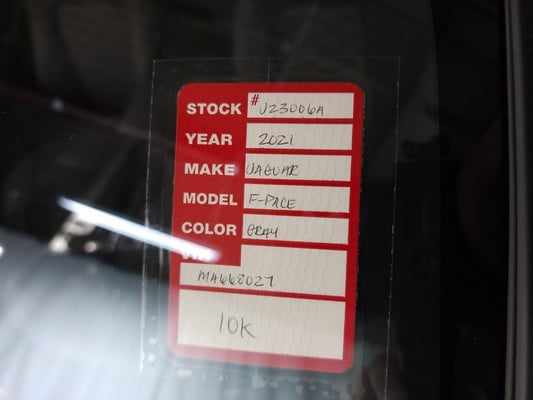 STOCK # J23006A
YEAR 2021
MAKE JAGUAR
MODEL F-PACE
COLOR GRAY
MA668027
10K